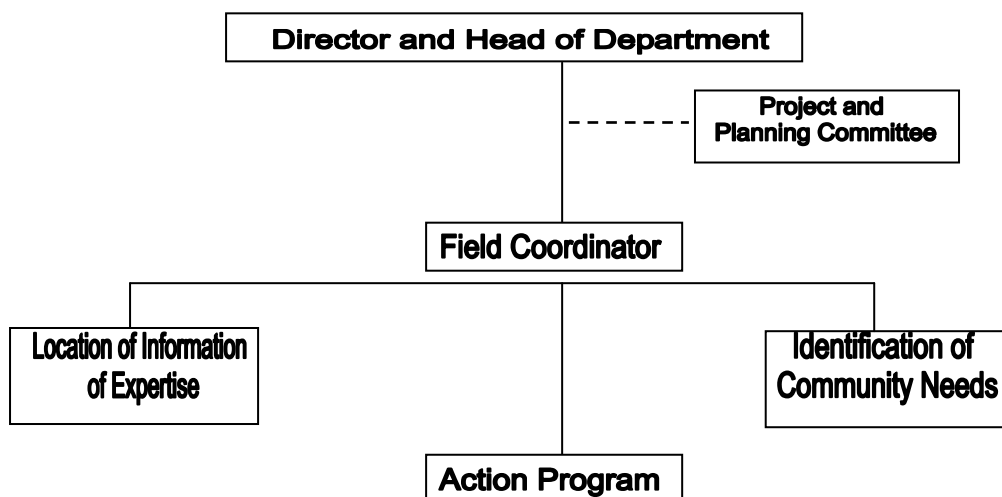 Director and Head of Department
Project and
Planning Committee
Field Coordinator
Location of Information
of Expertise
Identification of
Community Needs
Action Program